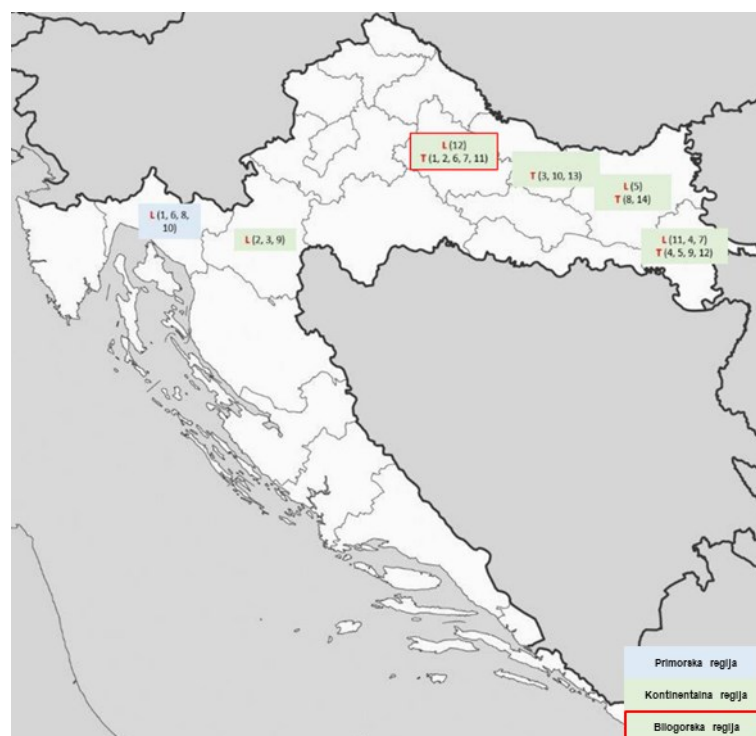 L (12)
T (1, 2, 6, 7, 11)
T (3, 10, 13)
L (5)
T (8, 14)
L (1, 6, 8,
10)
L (2, 3, 9)
L (11, 4, 7)
T (4, 5, 9, 12)
Primorska regija
Kontinentalna regija
Bilogorska regija